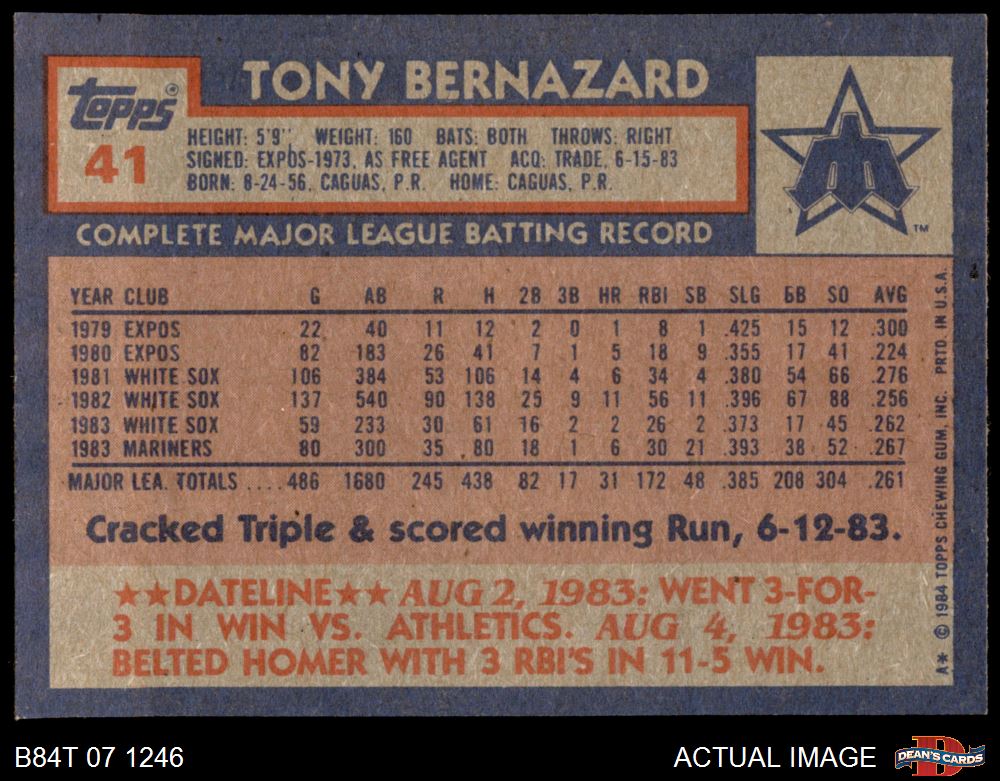 topps®
41
TONY BERNAZARD
HEIGHT: 5'9" WEIGHT: 160 BATS: BOTH THROWS: RIGHT
SIGNED: EXPOS-1973, AS FREE AGENT ACQ: TRADE, 6-15-83
BORN: 8-24-56, CAGUAS, P.R. HOME: CAGUAS, P.R.
TM
COMPLETE MAJOR LEAGUE BATTING RECORD
YEAR CLUB G AB R H 2B 3B HR RBI SB SLG BB SO AVG
1979 EXPOS 22 40 11 12 2 0 1 8 1 .425 15 12 .300
1980 EXPOS 82 183 26 41 7 1 5 18 9 .355 17 41 .224
1981 WHITE SOX 106 384 53 106 14 4 6 34 4 .380 54 66 .276
1982 WHITE SOX 137 540 90 138 25 9 11 56 11 .396 67 88 .256
1983 WHITE SOX 59 233 30 61 16 2 2 26 2 .373 17 45 .262
1983 MARINERS 80 300 35 80 18 1 6 30 21 .393 38 52 .267
MAJOR LEA. TOTALS ....486 1680 245 438 82 17 31 172 48 .385 208 304 .261
Cracked Triple & scored winning Run, 6-12-83.
★★DATELINE★★ AUG 2, 1983: WENT 3-FOR-
3 IN WIN VS. ATHLETICS. AUG 4, 1983:
BELTED HOMER WITH 3 RBI'S IN 11-5 WIN.
A* © 1984 TOPPS CHEWING GUM, INC. PRTD. IN U.S.A.
B84T 07 1246
ACTUAL IMAGE
D
DEAN'S CARDS